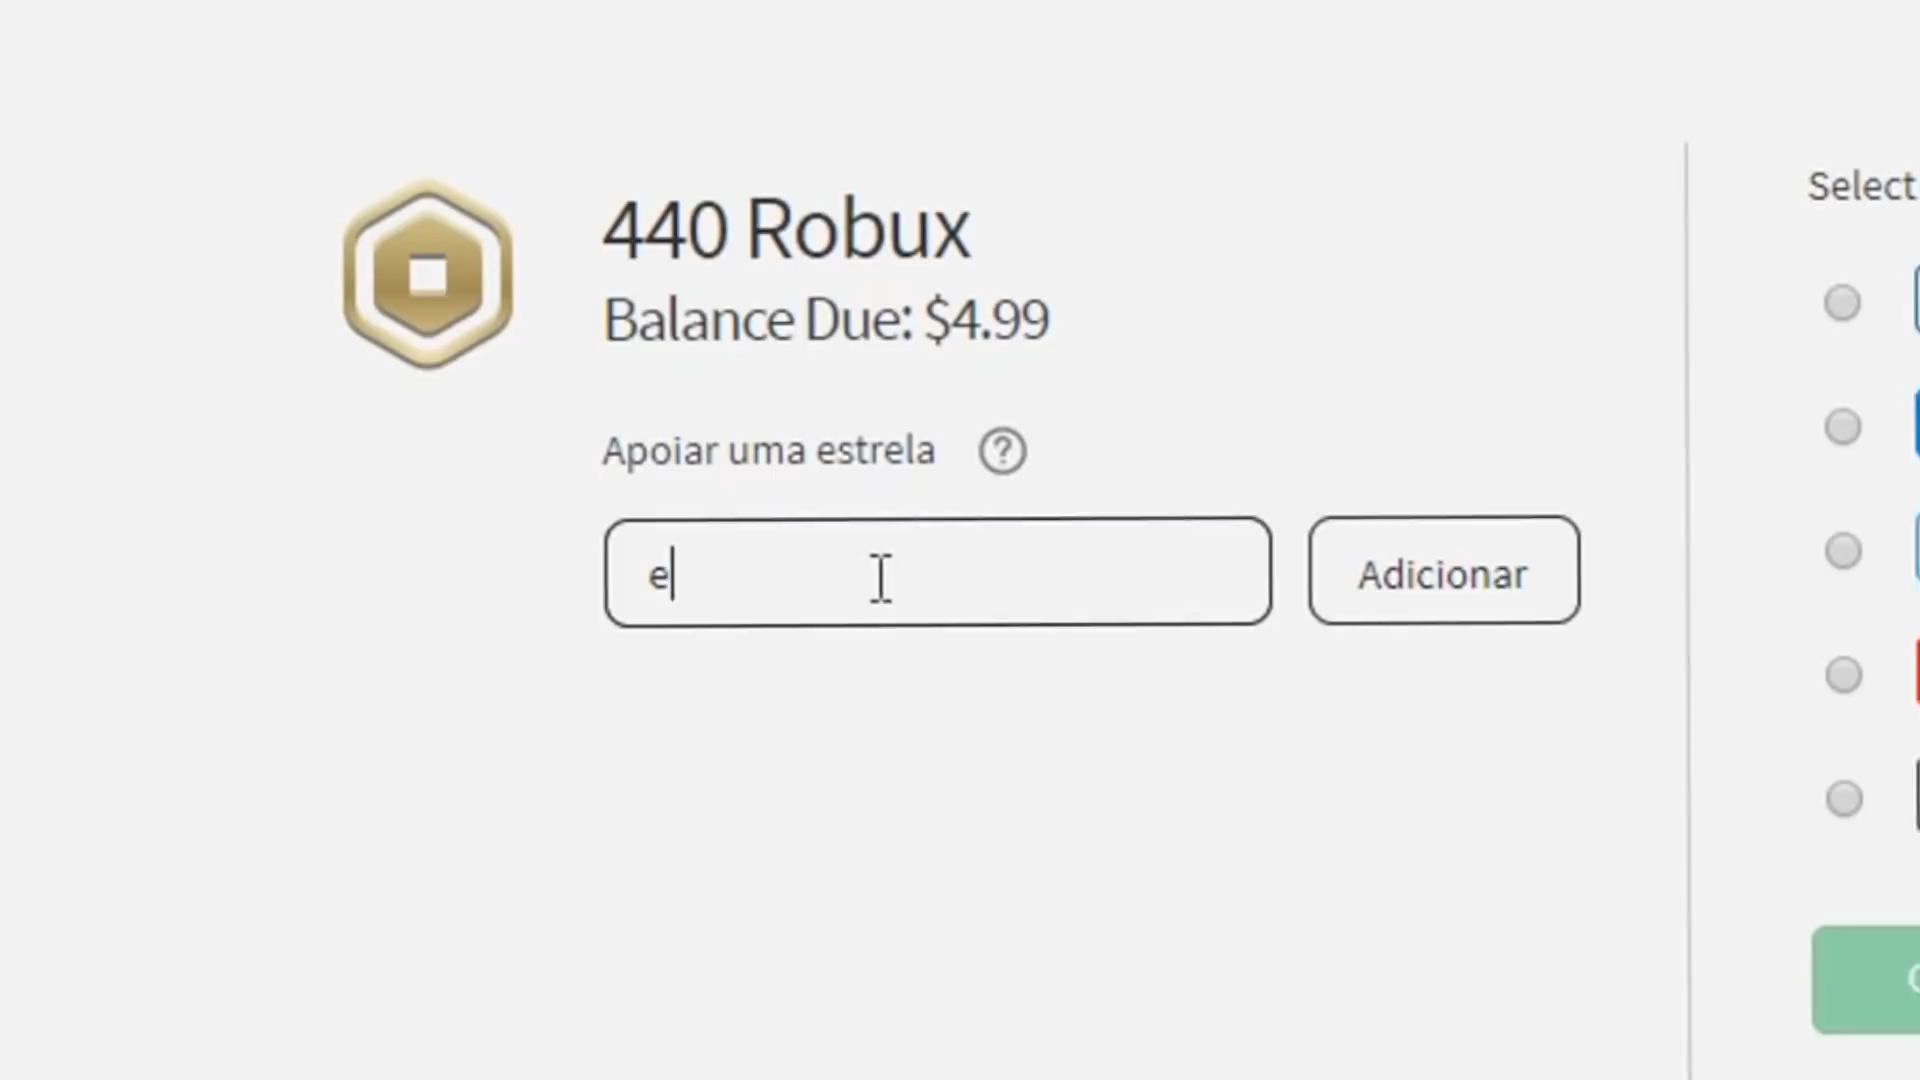 440 Robux
Balance Due: $4.99
Apoiar uma estrela ?
e
Adicionar
Select